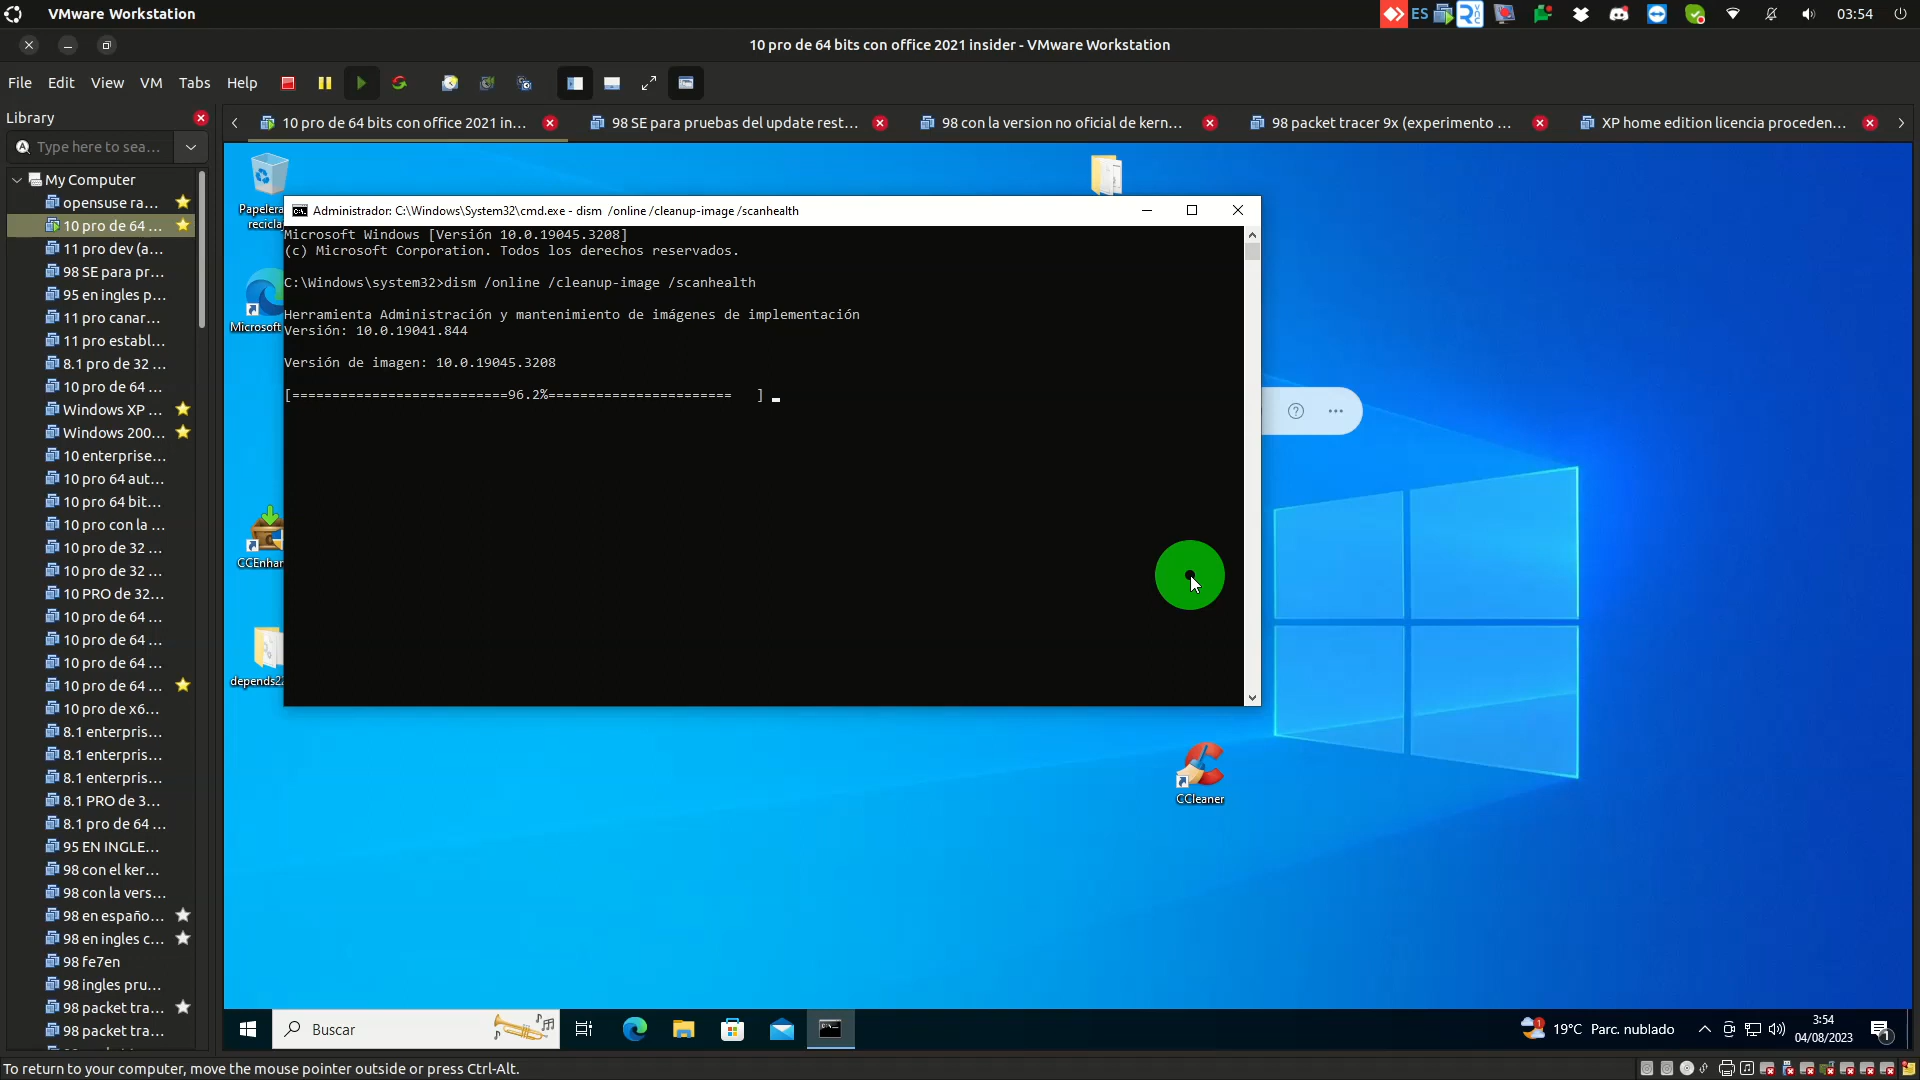 VMware Workstation
ES
03:54
10 pro de 64 bits con office 2021 insider - VMware Workstation
File Edit View VM Tabs Help
Library
Type here to sea...
10 pro de 64 bits con office 2021 in...
98 SE para pruebas del update rest...
98 con la version no oficial de kern...
98 packet tracer 9x (experimento ...
XP home edition licencia proceden...
My Computer
opensuse ra...
10 pro de 64 ...
11 pro dev (a...
98 SE para pr...
95 en ingles p...
11 pro canar...
11 pro establ...
8.1 pro de 32 ...
10 pro de 64 ...
Windows XP ...
Windows 200...
10 enterprise...
10 pro 64 aut...
10 pro 64 bit...
10 pro con la ...
10 pro de 32 ...
10 pro de 32 ...
10 PRO de 32...
10 pro de 64 ...
10 pro de 64 ...
10 pro de 64 ...
10 pro de 64 ...
10 pro de x6...
8.1 enterpris...
8.1 enterpris...
8.1 enterpris...
8.1 PRO de 3...
8.1 pro de 64 ...
95 EN INGLE...
98 con el ker...
98 con la vers...
98 en españo...
98 en ingles c...
98 fe7en
98 ingles pru...
98 packet tra...
98 packet tra...
Papelera
recicla
Microsoft
CCEnhan
depends22
Administrador: C:\Windows\System32\cmd.exe - dism /online /cleanup-image /scanhealth
Microsoft Windows [Versión 10.0.19045.3208]
(c) Microsoft Corporation. Todos los derechos reservados.
C:\Windows\system32>dism /online /cleanup-image /scanhealth
Herramienta Administración y mantenimiento de imágenes de implementación
Versión: 10.0.19041.844
Versión de imagen: 10.0.19045.3208
[===========================96.2%=======================   ]
CCleaner
Buscar
19°C Parc. nublado
3:54
04/08/2023
1
To return to your computer, move the mouse pointer outside or press Ctrl-Alt.